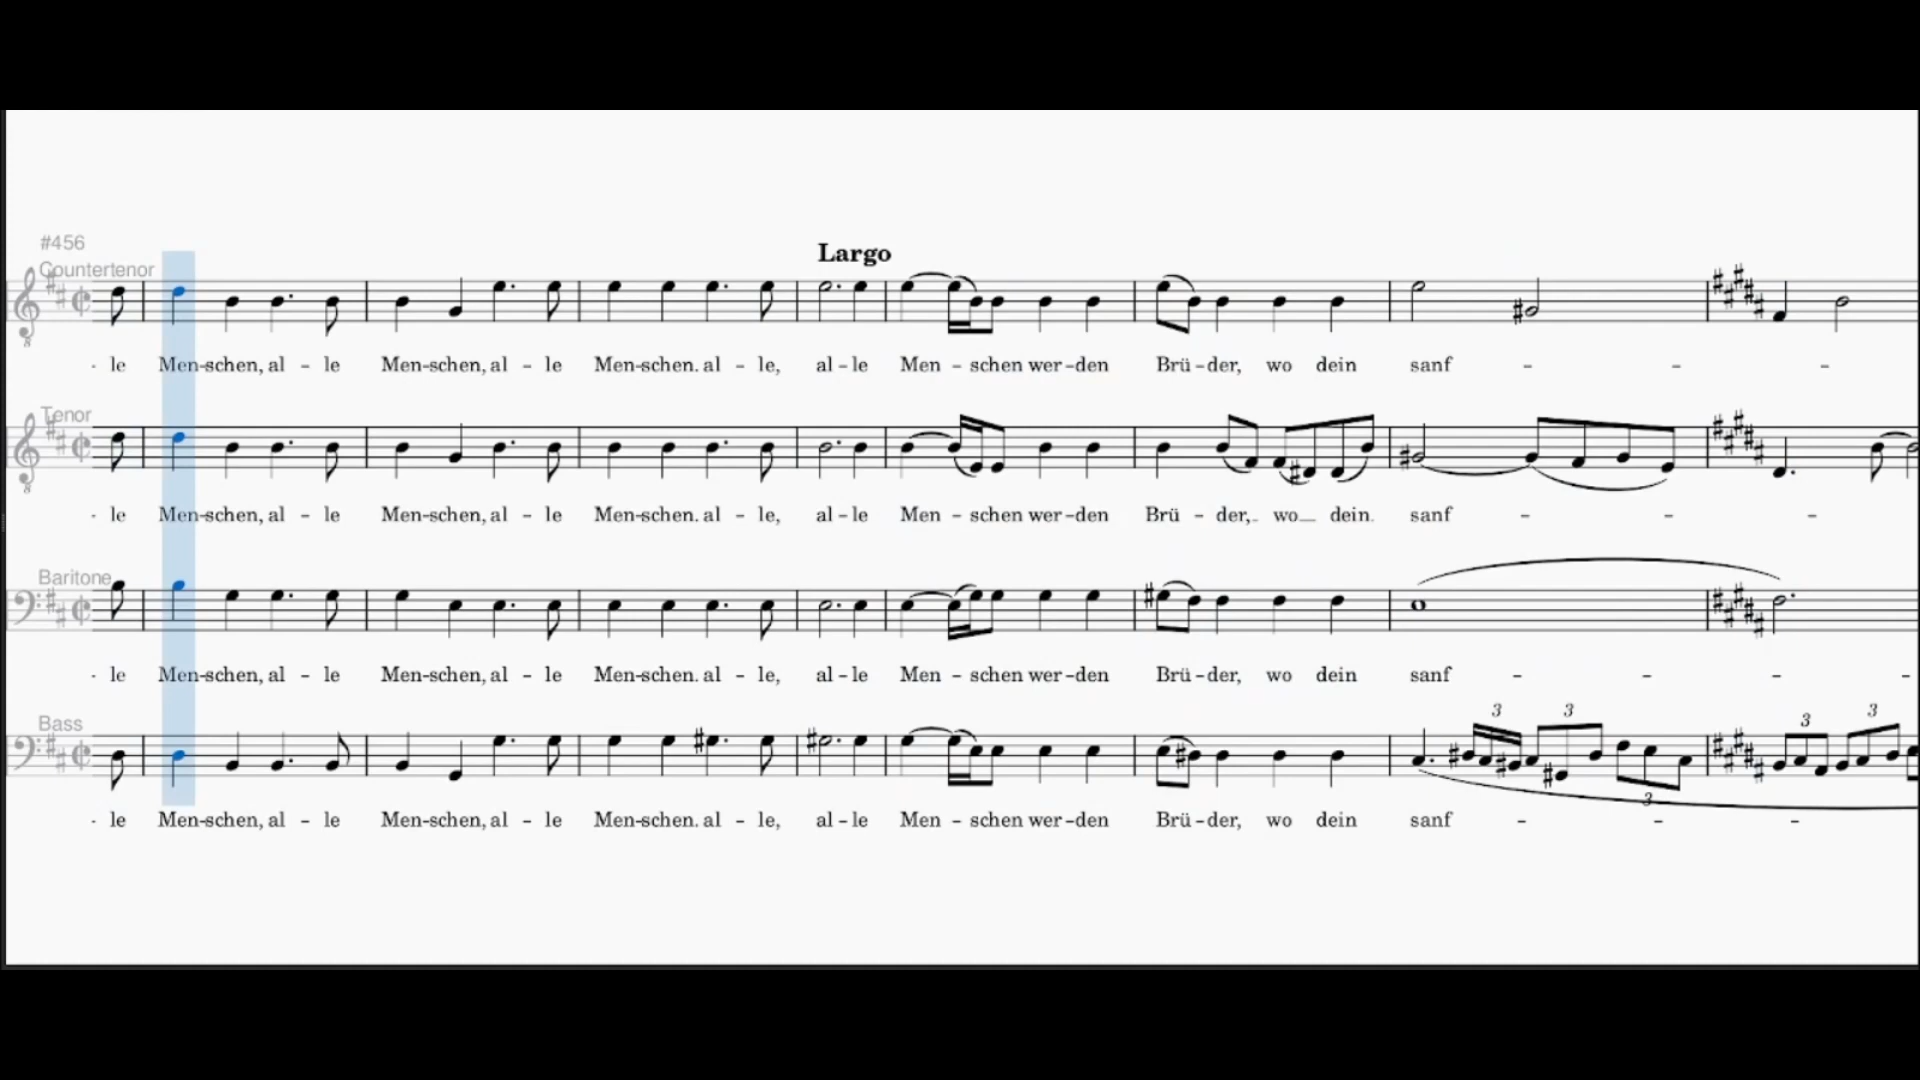 #456
Largo
Countertenor
- le Men-schen, al - le Men-schen, al - le Men-schen. al - le, al - le Men - schen wer-den Brü - der, wo dein sanf - - -
Tenor
- le Men-schen, al - le Men-schen, al - le Men-schen. al - le, al - le Men - schen wer-den Brü - der, wo dein sanf - - -
Baritone
- le Men-schen, al - le Men-schen, al - le Men-schen. al - le, al - le Men - schen wer-den Brü - der, wo dein sanf - - - -
3 3 3 3
Bass
3
- le Men-schen, al - le Men-schen, al - le Men-schen. al - le, al - le Men - schen wer-den Brü - der, wo dein sanf - - -